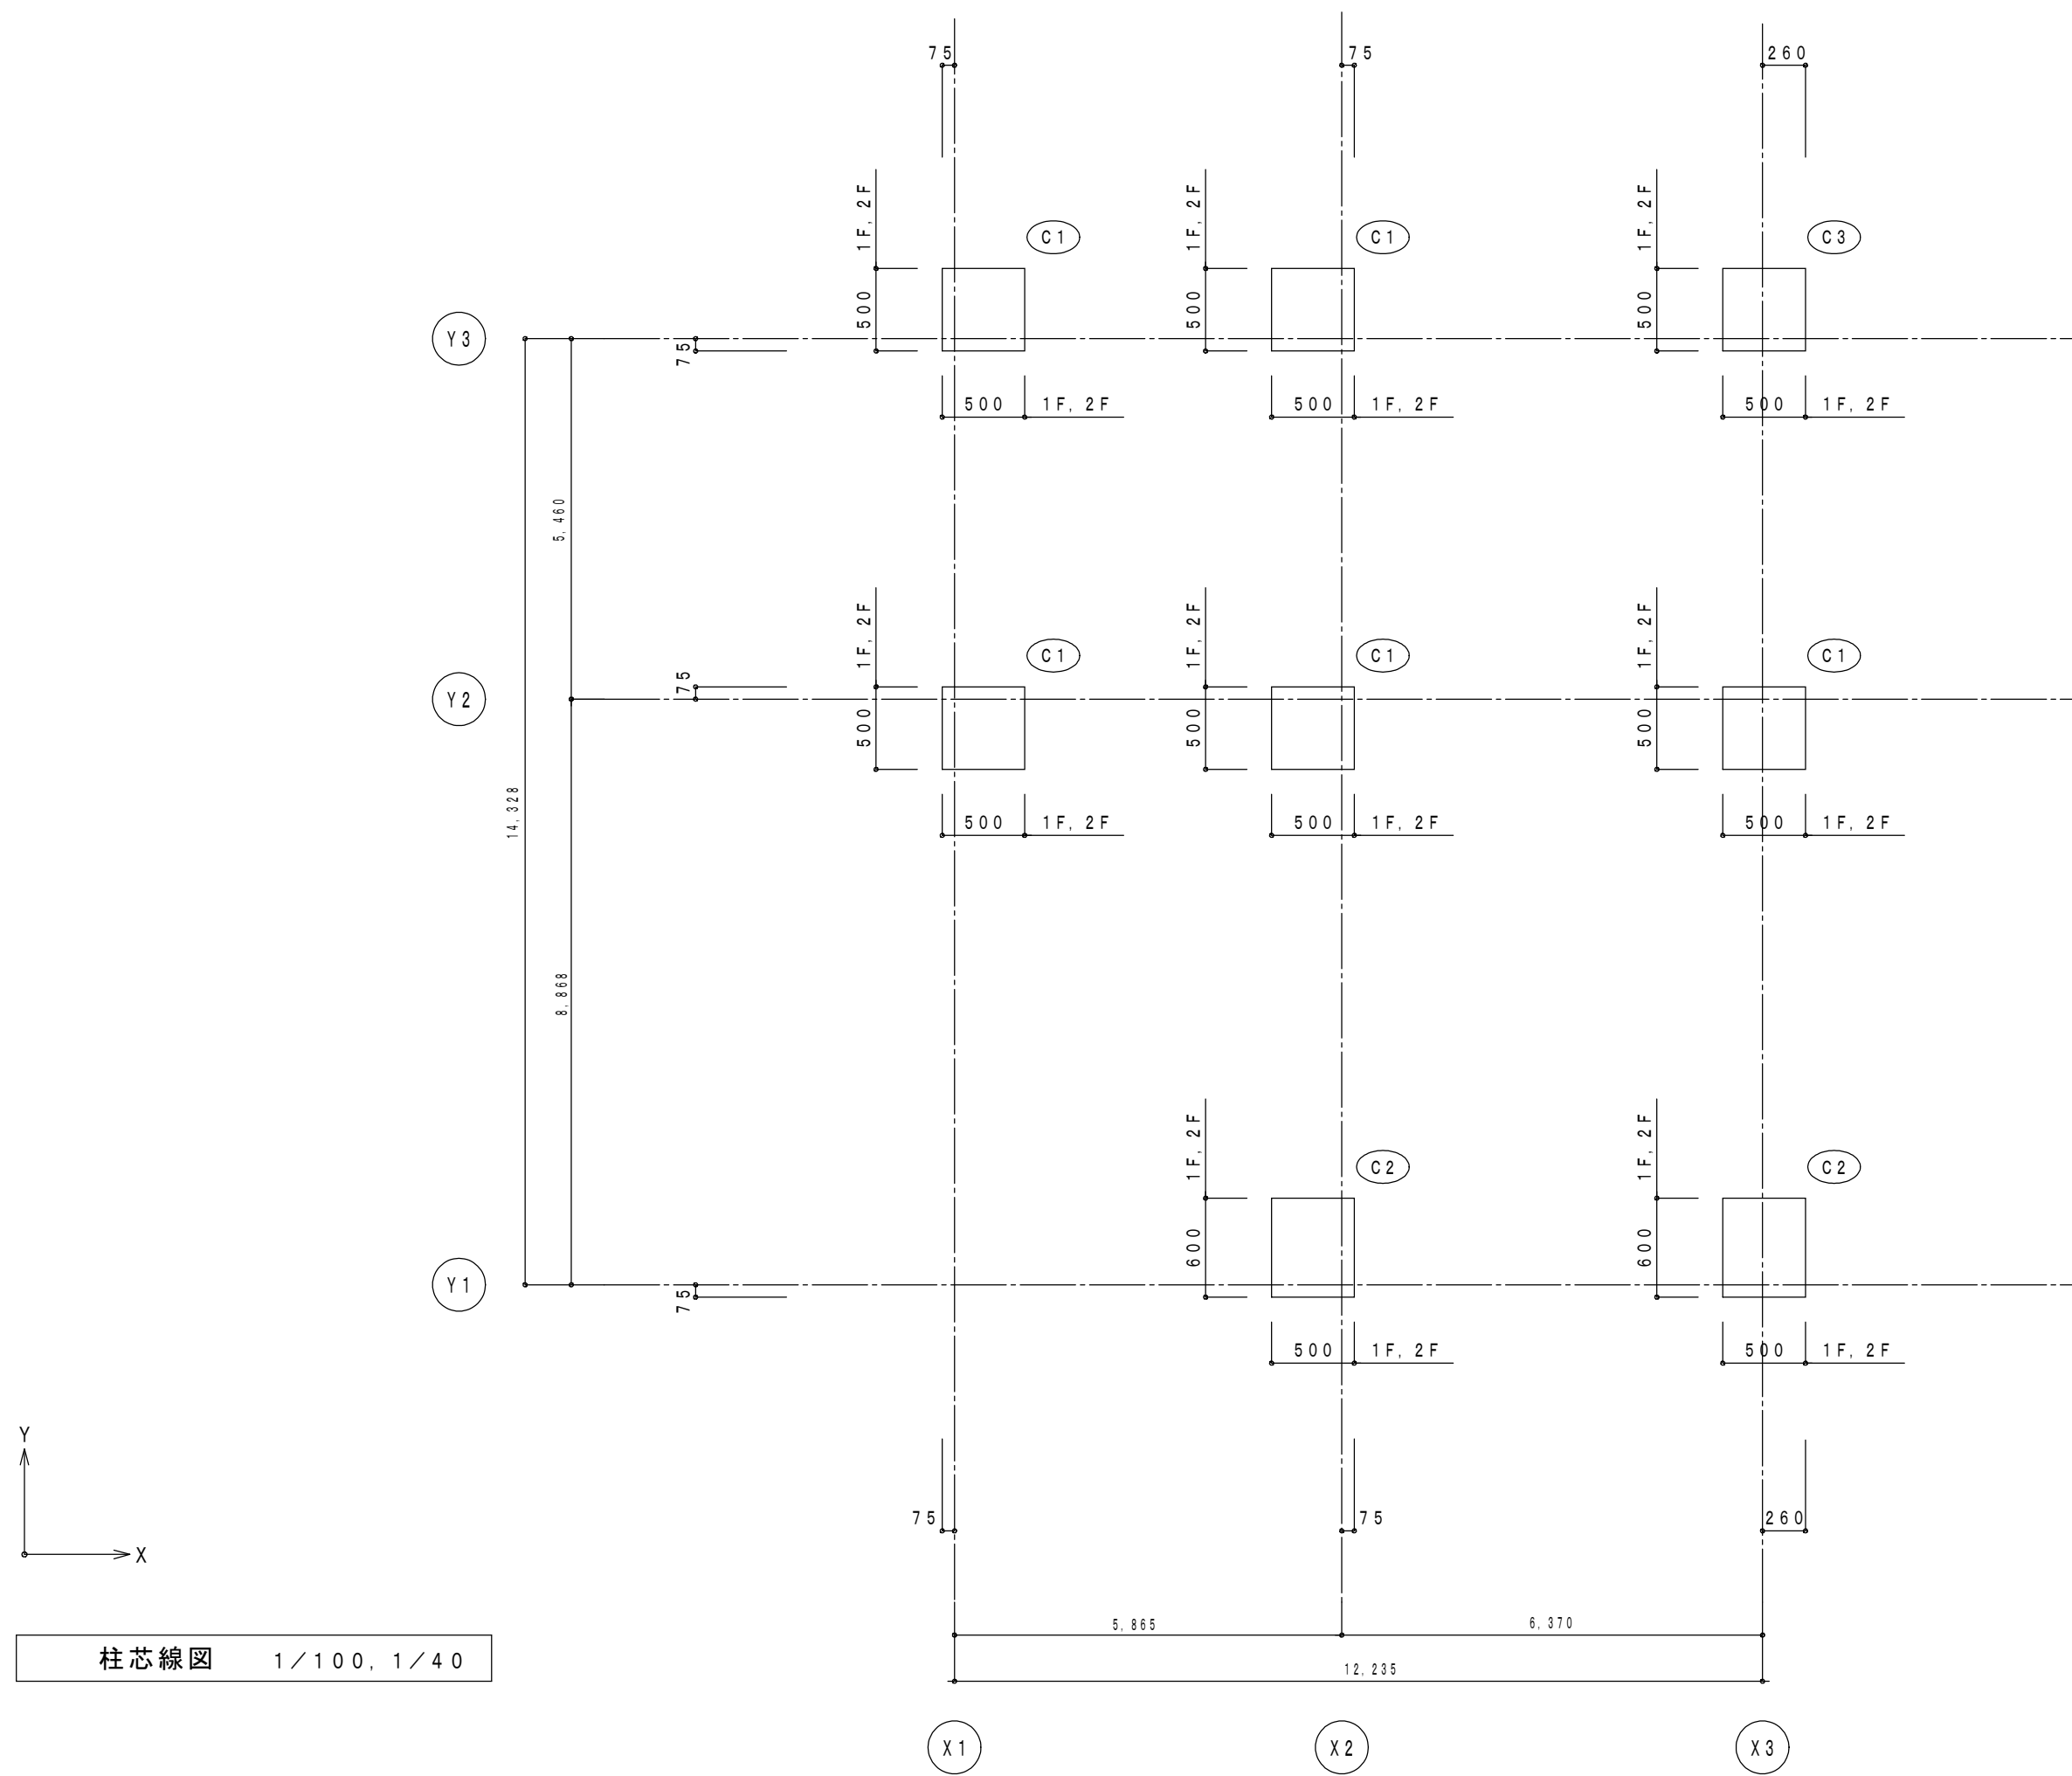 75 75 260
1F, 2F 1F, 2F 1F, 2F
C1 C1 C3
500 500 500
Y3
75
500 1F, 2F 500 1F, 2F 500 1F, 2F
5,460
1F, 2F 1F, 2F 1F, 2F
C1 C1 C1
75
Y2
500 500 500
14,328
500 1F, 2F 500 1F, 2F 500 1F, 2F
8,868
1F, 2F 1F, 2F
C2 C2
600 600
Y1
75
500 1F, 2F 500 1F, 2F
Y
75 75 260
X
5,865 6,370
柱芯線図 1/100, 1/40
12,235
X1 X2 X3